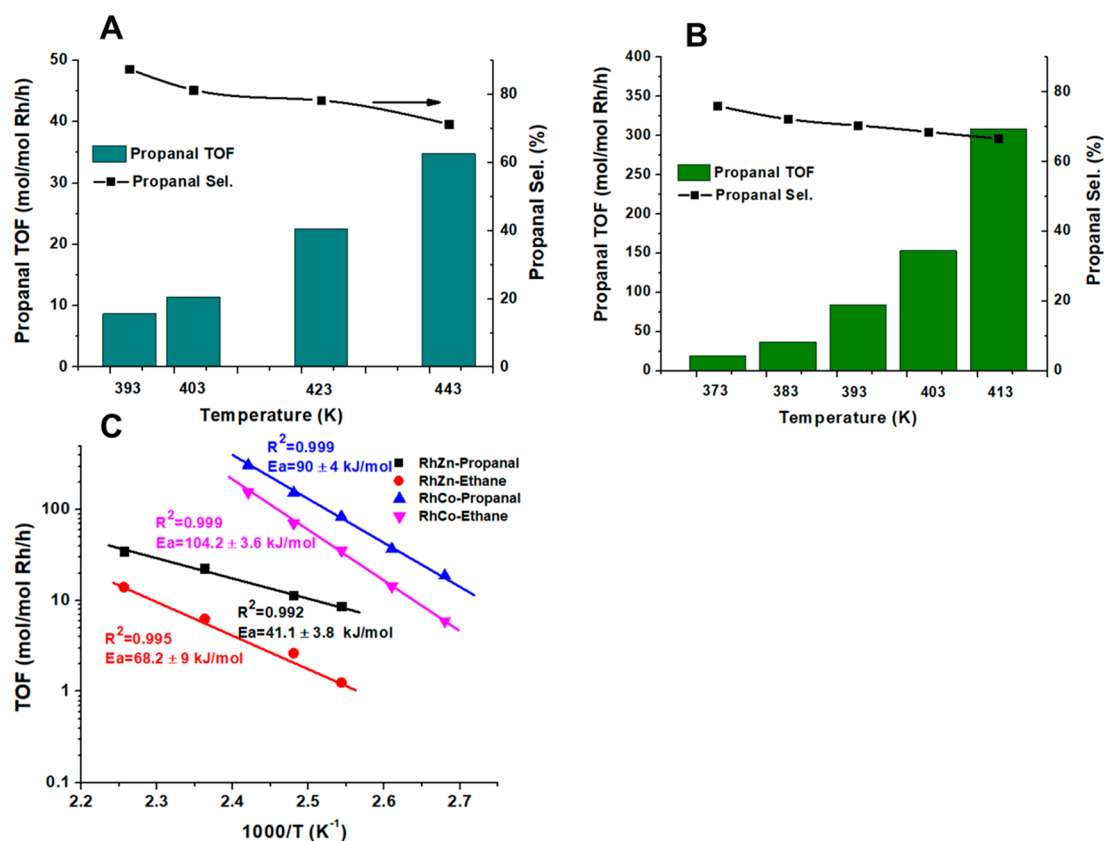 A
Propanal TOF (mol/mol Rh/h)
50
40
30
20
10
0
Propanal TOF
Propanal Sel.
80
60
40
20
0
Propanal Sel. (%)
393 403 423 443
Temperature (K)
B
Propanal TOF (mol/mol Rh/h)
400
350
300
250
200
150
100
50
0
Propanal TOF
Propanal Sel.
80
60
40
20
0
Propanal Sel. (%)
373 383 393 403 413
Temperature (K)
C
TOF (mol/mol Rh/h)
100
10
1
0.1
R²=0.999
Ea=90 ± 4 kJ/mol
RhZn-Propanal
RhZn-Ethane
RhCo-Propanal
RhCo-Ethane
R²=0.999
Ea=104.2 ± 3.6 kJ/mol
R²=0.992
Ea=41.1 ± 3.8 kJ/mol
R²=0.995
Ea=68.2 ± 9 kJ/mol
2.2 2.3 2.4 2.5 2.6 2.7
1000/T (K⁻¹)